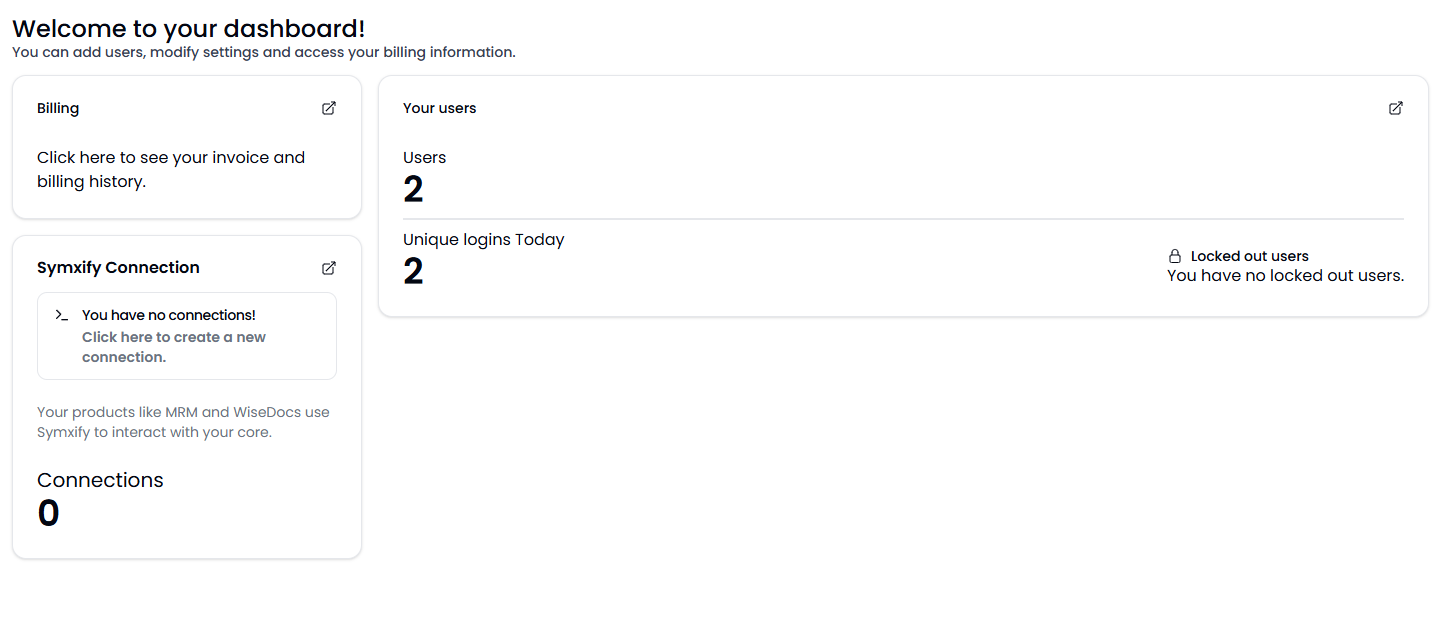 Welcome to your dashboard!
You can add users, modify settings and access your billing information.
Billing
Click here to see your invoice and
billing history.
Symxify Connection
You have no connections!
Click here to create a new
connection.
Your products like MRM and WiseDocs use
Symxify to interact with your core.
Connections
0
Your users
Users
2
Unique logins Today
2
Locked out users
You have no locked out users.